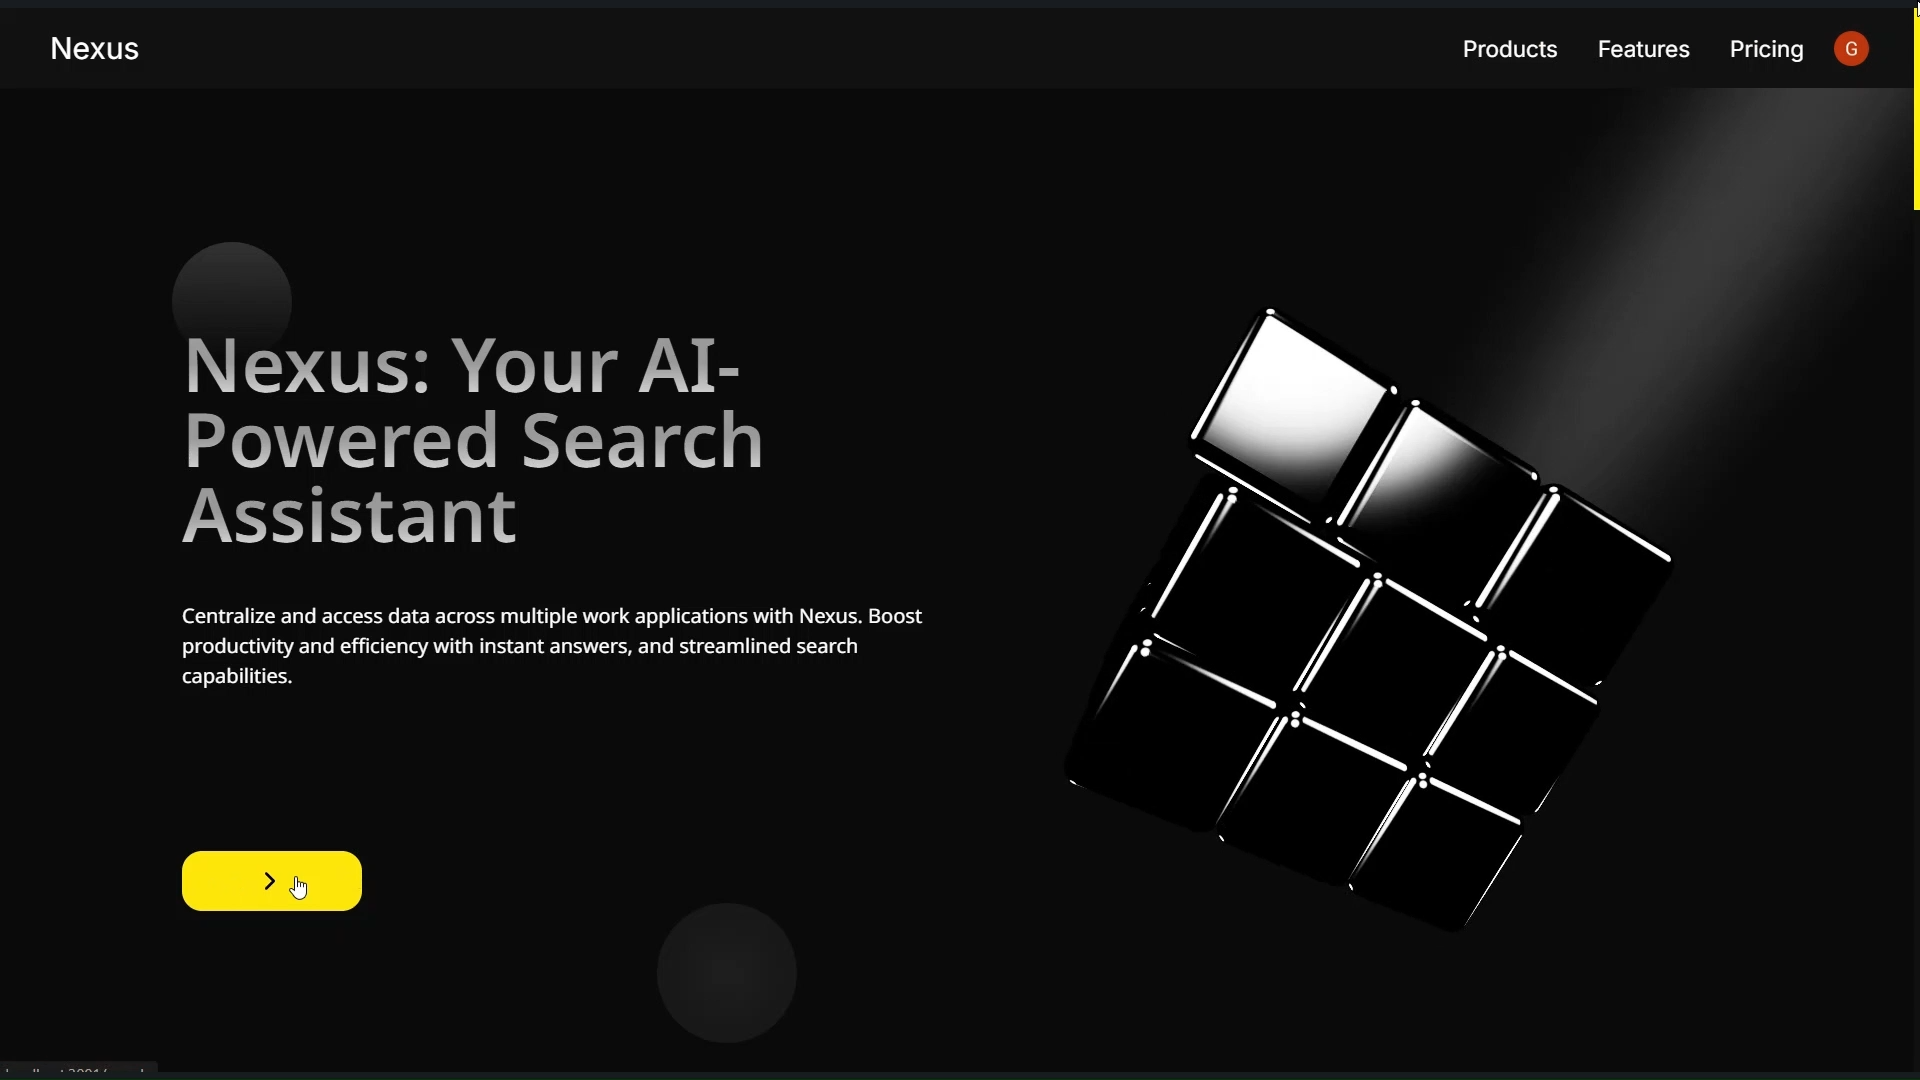 Nexus
Products Features Pricing G
Nexus: Your AI-
Powered Search
Assistant
Centralize and access data across multiple work applications with Nexus. Boost
productivity and efficiency with instant answers, and streamlined search
capabilities.